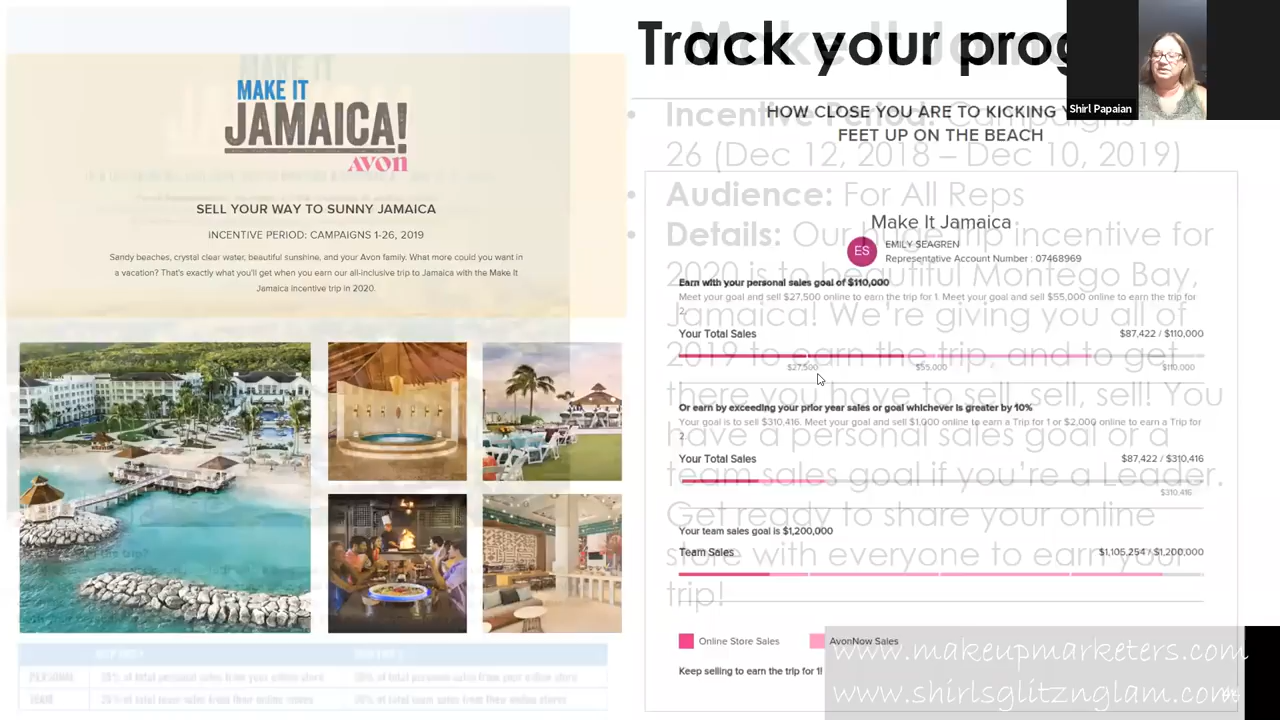 MAKE IT
JAMAICA!
AVON
SELL YOUR WAY TO SUNNY JAMAICA
INCENTIVE PERIOD: CAMPAIGNS 1-26, 2019
Sandy beaches, crystal clear water, beautiful sunshine, and your Avon family. What more could you want in
a vacation? That's exactly what you'll get when you earn our all-inclusive trip to Jamaica with the Make It
Jamaica incentive trip in 2020.
PERSONAL
TEAM
Track your prog
Make It Jam
Shirl Papaian
HOW CLOSE YOU ARE TO KICKING Y
FEET UP ON THE BEACH
• Incentive Period: Campaigns 1-
26 (Dec 12, 2018 – Dec 10, 2019)
• Audience: For All Reps
• Details: Our huge trip incentive for
2020 is to beautiful Montego Bay,
Jamaica! We're giving you all of
2019 to earn the trip, and to get
there you have to sell, sell, sell! You
have a personal sales goal or a
team sales goal if you're a Leader.
Get ready to share your online
store with everyone to earn your
trip!
Make It Jamaica
ES
EMILY SEAGREN
Representative Account Number : 07468969
Earn with your personal sales goal of $110,000
Meet your goal and sell $27,500 online to earn the trip for 1. Meet your goal and sell $55,000 online to earn the trip for
2.
Your Total Sales $87,422 / $110,000
$27,500 $55,000 $110,000
Or earn by exceeding your prior year sales or goal whichever is greater by 10%
Your goal is to sell $310,416. Meet your goal and sell $1,000 online to earn a Trip for 1 or $2,000 online to earn a Trip for
2.
Your Total Sales $87,422 / $310,416
$310,416
Your team sales goal is $1,200,000
Team Sales $1,105,254 / $1,200,000
Online Store Sales AvonNow Sales
Keep selling to earn the trip for 1!
www.makeupmarketers.com
www.shirlsglitznglam.com